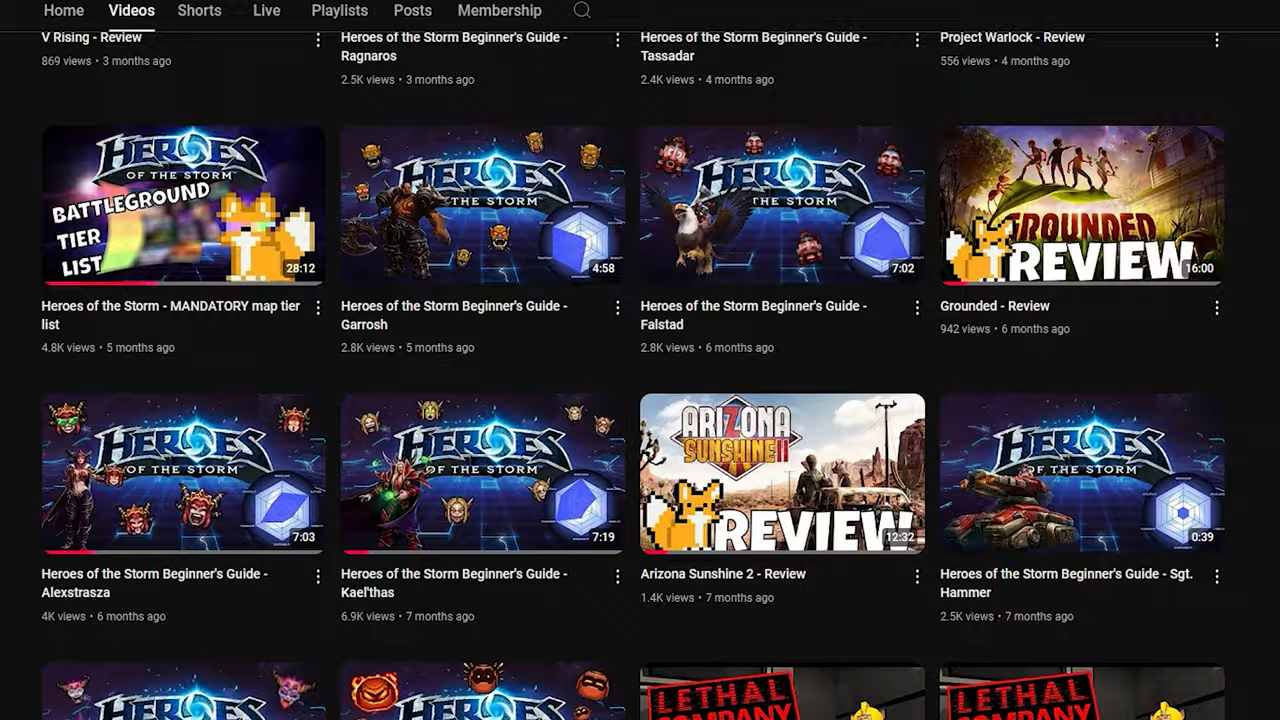 Home Videos Shorts Live Playlists Posts Membership
V Rising - Review
869 views • 3 months ago
Heroes of the Storm Beginner's Guide -
Ragnaros
2.5K views • 3 months ago
Heroes of the Storm Beginner's Guide -
Tassadar
2.4K views • 4 months ago
Project Warlock - Review
556 views • 4 months ago
HEROES
OF THE STORM
BATTLEGROUND
TIER
LIST
28:12
Heroes of the Storm - MANDATORY map tier
list
4.8K views • 5 months ago
HEROES
THE STORM
4:58
Heroes of the Storm Beginner's Guide -
Garrosh
2.8K views • 5 months ago
HEROES
THE STORM
7:02
Heroes of the Storm Beginner's Guide -
Falstad
2.8K views • 6 months ago
GROUNDED
REVIEW
16:00
Grounded - Review
942 views • 6 months ago
HEROES
OF THE STORM
7:03
Heroes of the Storm Beginner's Guide -
Alexstrasza
4K views • 6 months ago
HEROES
OF THE STORM
7:19
Heroes of the Storm Beginner's Guide -
Kael'thas
6.9K views • 7 months ago
ARIZONA
SUNSHINE II
REVIEW
12:32
Arizona Sunshine 2 - Review
1.4K views • 7 months ago
HEROES
OF THE STORM
0:39
Heroes of the Storm Beginner's Guide - Sgt.
Hammer
2.5K views • 7 months ago
HEROES
HEROES
LETHAL
COMPANY
LETHAL
COMPANY